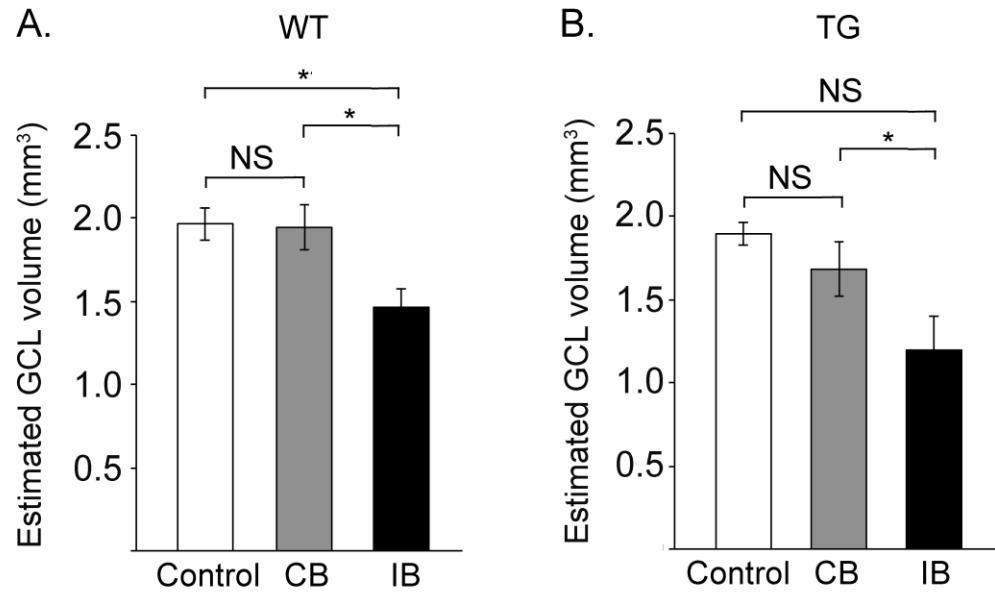 A. WT
*
*
NS
Estimated GCL volume (mm³)
2.5
2.0
1.5
1.0
0.5
Control CB IB
B. TG
NS
*
NS
Estimated GCL volume (mm³)
2.5
2.0
1.5
1.0
0.5
Control CB IB